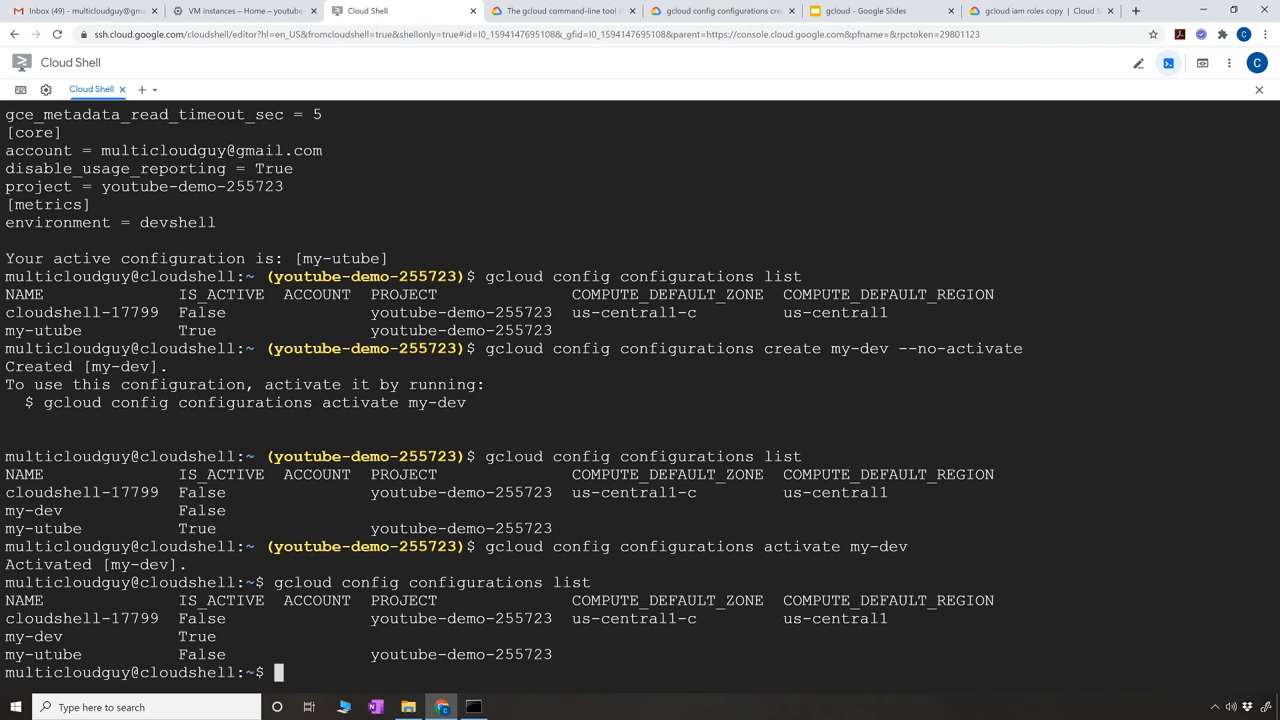 Inbox (49) - multicloudguy@gma
VM instances – Home – youtube
Cloud Shell
The gcloud command-line tool c
gcloud config configurations cre
gcloud - Google Slides
gcloud iam roles copy | Cloud S
ssh.cloud.google.com/cloudshell/editor?hl=en_US&fromcloudshell=true&shellonly=true#id=I0_1594147695108&_gfid=I0_1594147695108&parent=https://console.cloud.google.com&pfname=&rpctoken=29801123
C
Cloud Shell
C
Cloud Shell
gce_metadata_read_timeout_sec = 5
[core]
account = multicloudguy@gmail.com
disable_usage_reporting = True
project = youtube-demo-255723
[metrics]
environment = devshell
Your active configuration is: [my-utube]
multicloudguy@cloudshell:~ (youtube-demo-255723)$ gcloud config configurations list
NAME IS_ACTIVE ACCOUNT PROJECT COMPUTE_DEFAULT_ZONE COMPUTE_DEFAULT_REGION
cloudshell-17799 False youtube-demo-255723 us-central1-c us-central1
my-utube True youtube-demo-255723
multicloudguy@cloudshell:~ (youtube-demo-255723)$ gcloud config configurations create my-dev --no-activate
Created [my-dev].
To use this configuration, activate it by running:
$ gcloud config configurations activate my-dev
multicloudguy@cloudshell:~ (youtube-demo-255723)$ gcloud config configurations list
NAME IS_ACTIVE ACCOUNT PROJECT COMPUTE_DEFAULT_ZONE COMPUTE_DEFAULT_REGION
cloudshell-17799 False youtube-demo-255723 us-central1-c us-central1
my-dev False
my-utube True youtube-demo-255723
multicloudguy@cloudshell:~ (youtube-demo-255723)$ gcloud config configurations activate my-dev
Activated [my-dev].
multicloudguy@cloudshell:~$ gcloud config configurations list
NAME IS_ACTIVE ACCOUNT PROJECT COMPUTE_DEFAULT_ZONE COMPUTE_DEFAULT_REGION
cloudshell-17799 False youtube-demo-255723 us-central1-c us-central1
my-dev True
my-utube False youtube-demo-255723
multicloudguy@cloudshell:~$
Type here to search